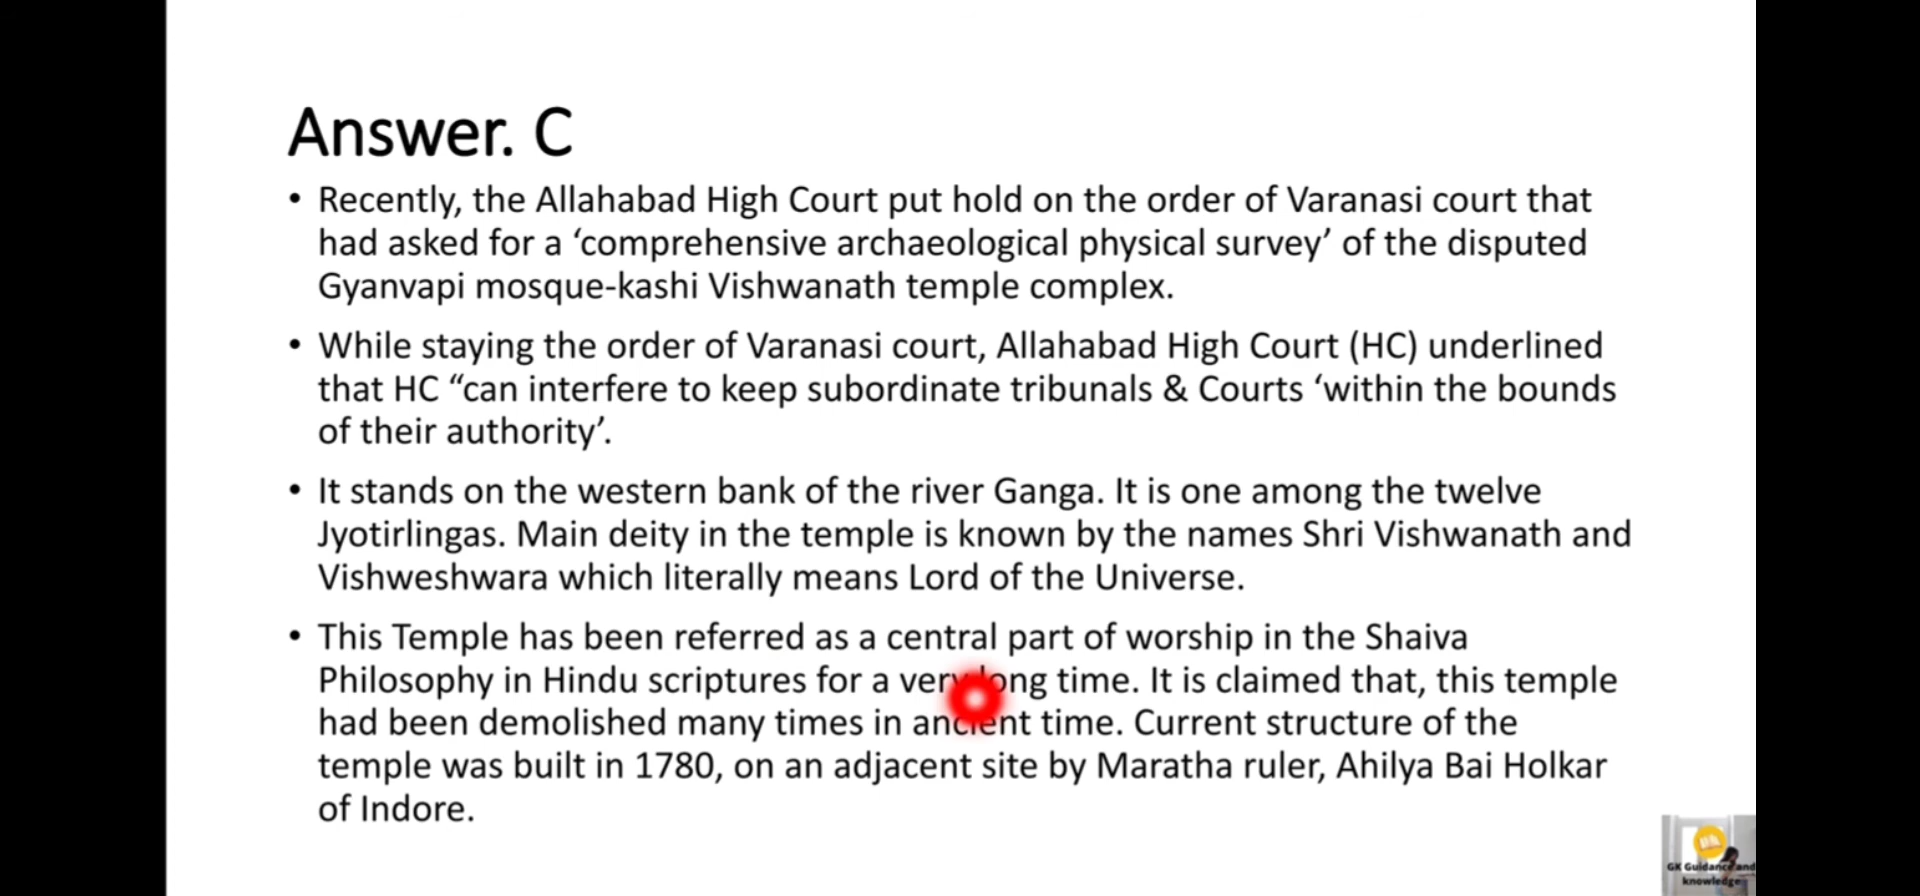 Answer. C
• Recently, the Allahabad High Court put hold on the order of Varanasi court that
had asked for a ‘comprehensive archaeological physical survey’ of the disputed
Gyanvapi mosque-kashi Vishwanath temple complex.
• While staying the order of Varanasi court, Allahabad High Court (HC) underlined
that HC “can interfere to keep subordinate tribunals & Courts ‘within the bounds
of their authority’.
• It stands on the western bank of the river Ganga. It is one among the twelve
Jyotirlingas. Main deity in the temple is known by the names Shri Vishwanath and
Vishweshwara which literally means Lord of the Universe.
• This Temple has been referred as a central part of worship in the Shaiva
Philosophy in Hindu scriptures for a very long time. It is claimed that, this temple
had been demolished many times in ancient time. Current structure of the
temple was built in 1780, on an adjacent site by Maratha ruler, Ahilya Bai Holkar
of Indore.
GK Guidance and
knowledge